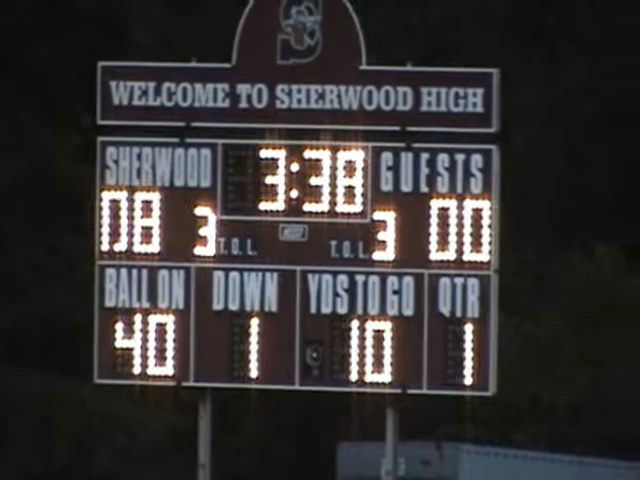 S
WELCOME TO SHERWOOD HIGH
SHERWOOD 3:38 GUESTS
08 3 T.O.L. T.O.L. 3 00
BALL ON DOWN YDS TO GO QTR
40 1 10 1